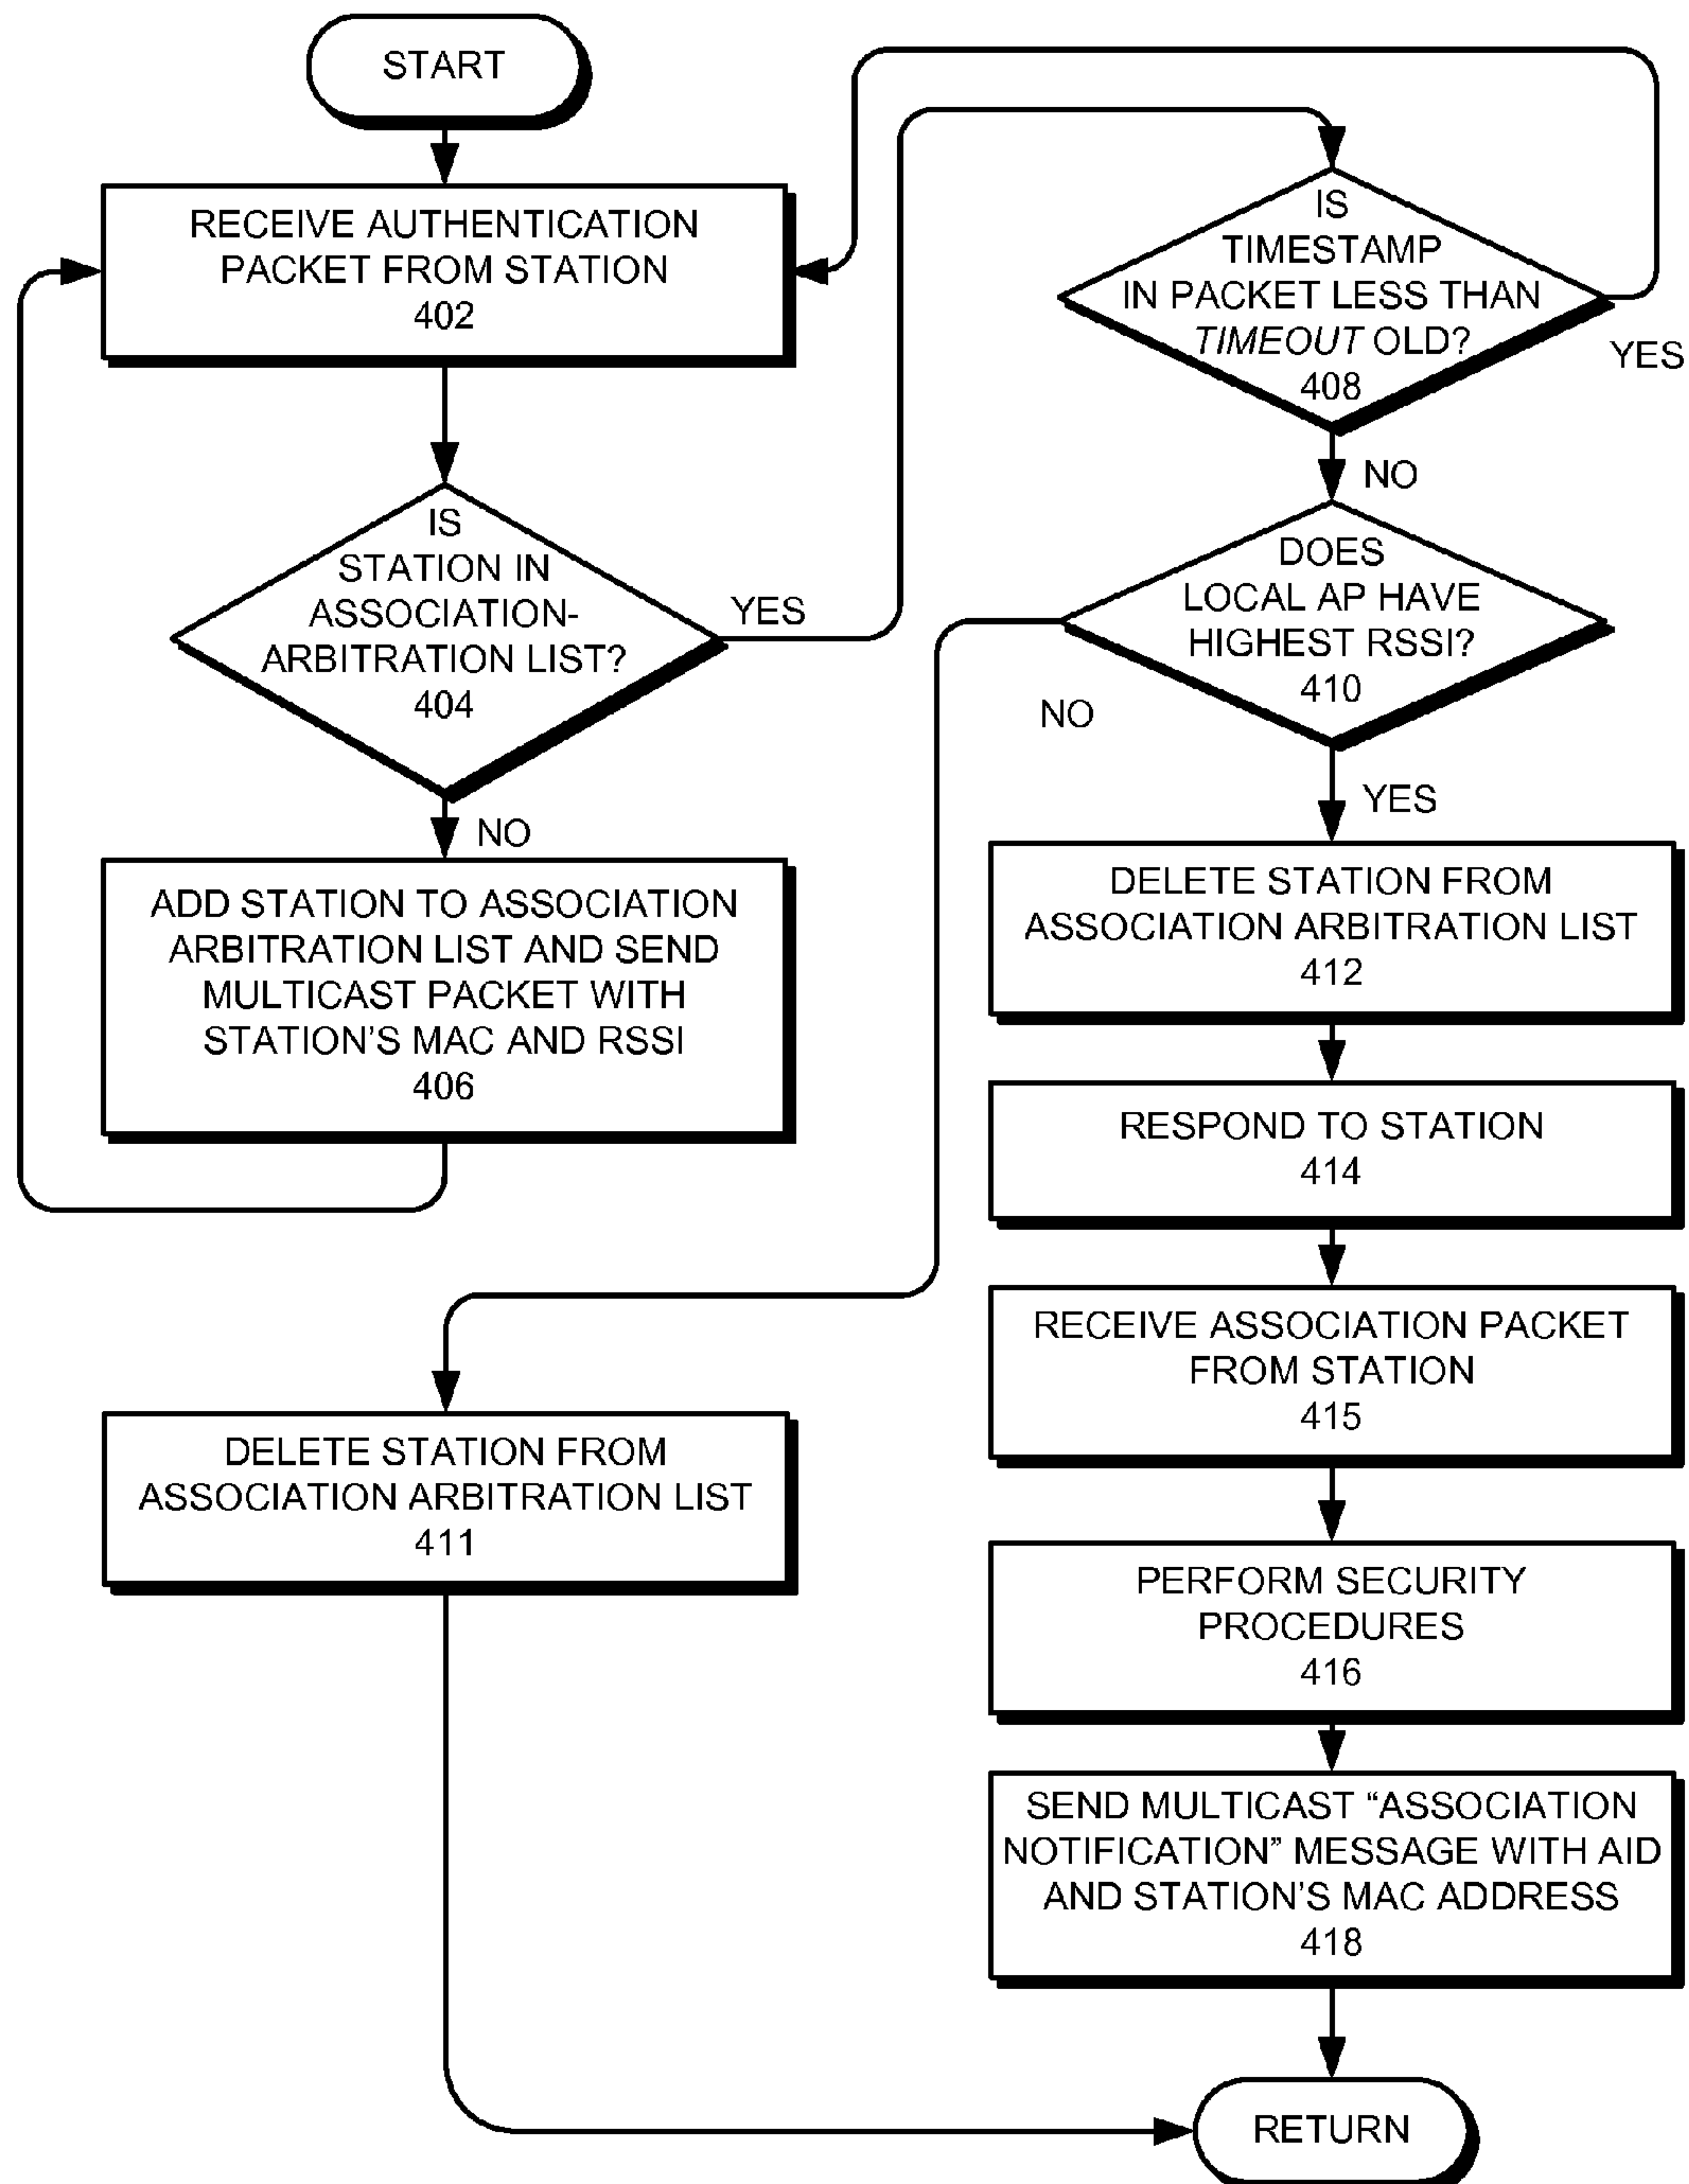 START
RECEIVE AUTHENTICATION
PACKET FROM STATION
402
IS
STATION IN
ASSOCIATION-
ARBITRATION LIST?
404
YES
NO
ADD STATION TO ASSOCIATION
ARBITRATION LIST AND SEND
MULTICAST PACKET WITH
STATION'S MAC AND RSSI
406
IS
TIMESTAMP
IN PACKET LESS THAN
TIMEOUT OLD?
408
YES
NO
DOES
LOCAL AP HAVE
HIGHEST RSSI?
410
NO
YES
DELETE STATION FROM
ASSOCIATION ARBITRATION LIST
411
DELETE STATION FROM
ASSOCIATION ARBITRATION LIST
412
RESPOND TO STATION
414
RECEIVE ASSOCIATION PACKET
FROM STATION
415
PERFORM SECURITY
PROCEDURES
416
SEND MULTICAST “ASSOCIATION
NOTIFICATION” MESSAGE WITH AID
AND STATION'S MAC ADDRESS
418
RETURN